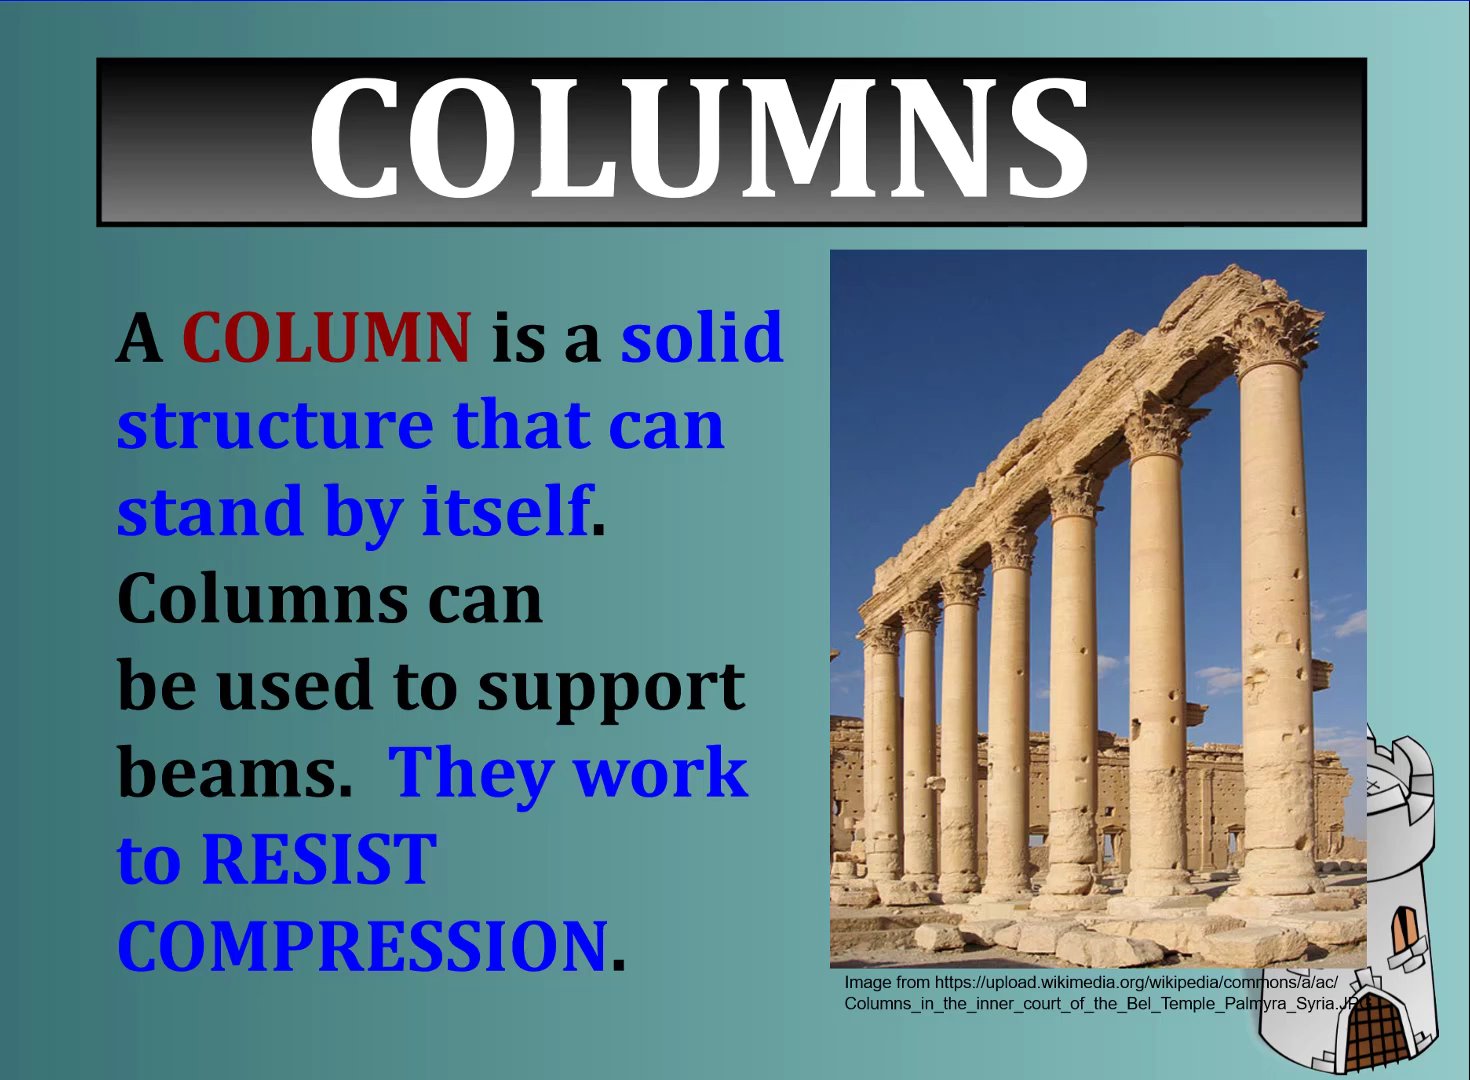 COLUMNS
A COLUMN is a solid
structure that can
stand by itself.
Columns can
be used to support
beams. They work
to RESIST
COMPRESSION.
Image from https://upload.wikimedia.org/wikipedia/commons/a/ac/
Columns_in_the_inner_court_of_the_Bel_Temple_Palmyra_Syria.JPG